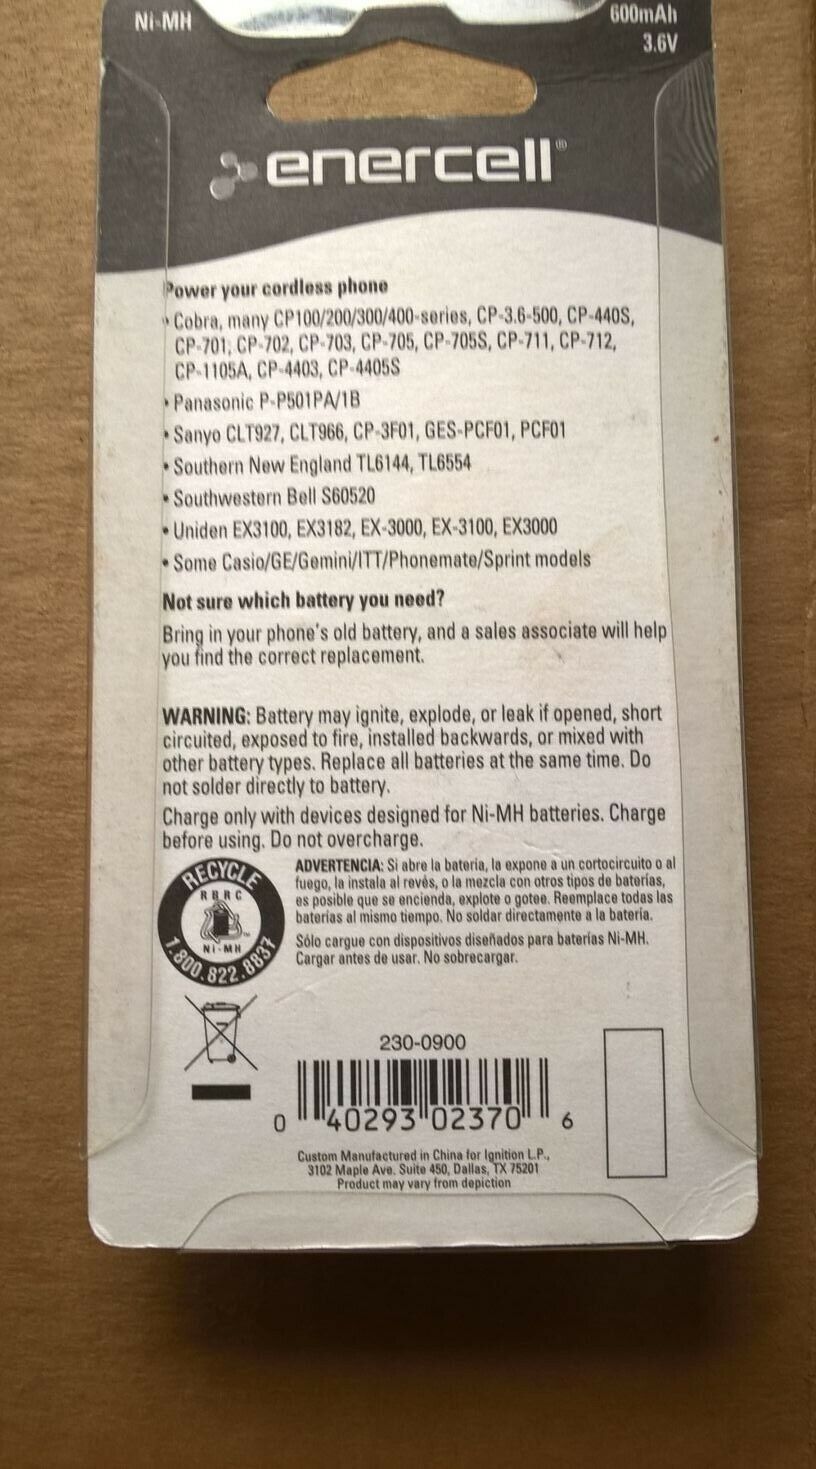 Ni-MH
600mAh
3.6V
enercell®
Power your cordless phone
• Cobra, many CP100/200/300/400-series, CP-3.6-500, CP-440S,
CP-701, CP-702, CP-703, CP-705, CP-705S, CP-711, CP-712,
CP-1105A, CP-4403, CP-4405S
• Panasonic P-P501PA/1B
• Sanyo CLT927, CLT966, CP-3F01, GES-PCF01, PCF01
• Southern New England TL6144, TL6554
• Southwestern Bell S60520
• Uniden EX3100, EX3182, EX-3000, EX-3100, EX3000
• Some Casio/GE/Gemini/ITT/Phonemate/Sprint models
Not sure which battery you need?
Bring in your phone's old battery, and a sales associate will help
you find the correct replacement.
WARNING: Battery may ignite, explode, or leak if opened, short
circuited, exposed to fire, installed backwards, or mixed with
other battery types. Replace all batteries at the same time. Do
not solder directly to battery.
Charge only with devices designed for Ni-MH batteries. Charge
before using. Do not overcharge.
RECYCLE
RBRC
NI-MH
1.800.822.8837
ADVERTENCIA: Si abre la batería, la expone a un cortocircuito o al
fuego, la instala al revés, o la mezcla con otros tipos de baterías,
es posible que se encienda, explote o gotee. Reemplace todas las
baterías al mismo tiempo. No soldar directamente a la batería.
Sólo cargue con dispositivos diseñados para baterías Ni-MH.
Cargar antes de usar. No sobrecargar.
230-0900
0 40293 02370 6
Custom Manufactured in China for Ignition L.P.,
3102 Maple Ave. Suite 450, Dallas, TX 75201
Product may vary from depiction